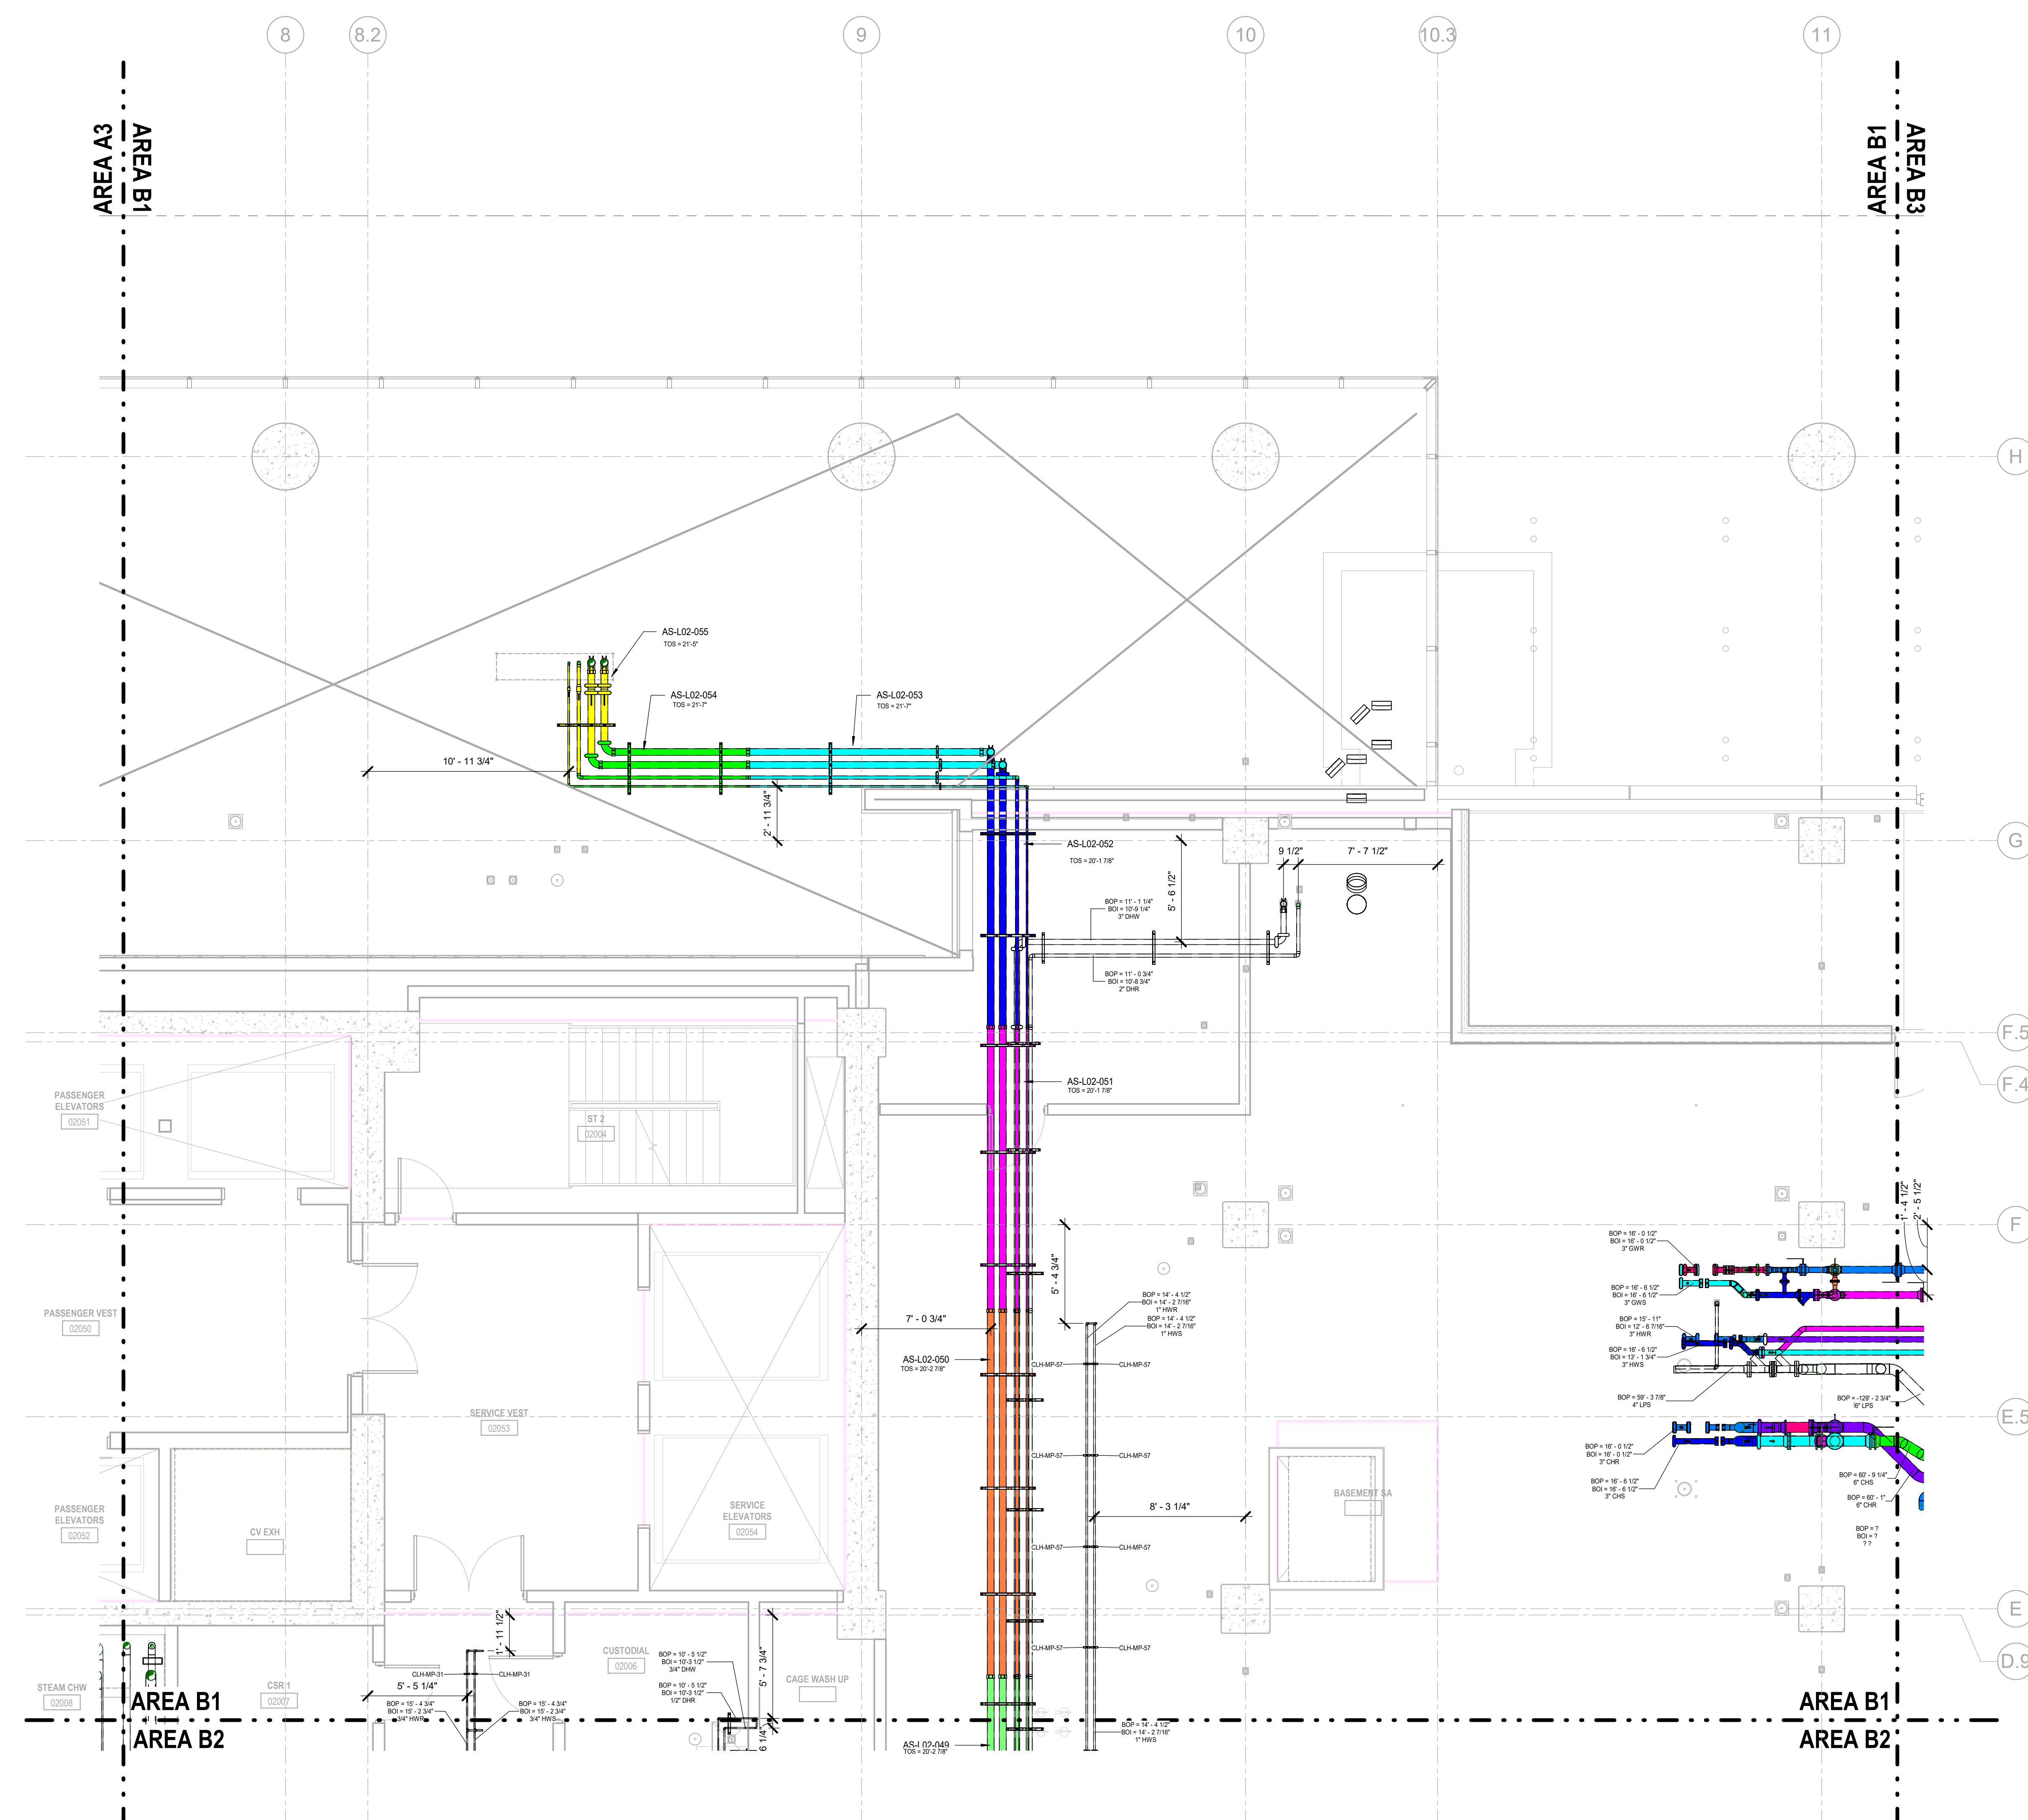 8
8.2
9
10
10.3
11
AREA A3
AREA B1
AREA B1
AREA B3
H
AS-L02-055
TOS = 21'-5"
AS-L02-054
TOS = 21'-7"
AS-L02-053
TOS = 21'-7"
10' - 11 3/4"
2' - 11 3/4"
G
AS-L02-052
TOS = 20'-1 7/8"
9 1/2"
7' - 7 1/2"
5' - 6 1/2"
BOP = 11' - 1 1/4"
BOI = 10'-9 1/4"
3" DHW
BOP = 11' - 0 3/4"
BOI = 10'-8 3/4"
2" DHR
F.5
F.4
AS-L02-051
TOS = 20'-1 7/8"
PASSENGER
ELEVATORS
02051
ST 2
02004
1' - 4 1/2"
2' - 5 1/2"
F
5' - 4 3/4"
BOP = 16' - 0 1/2"
BOI = 16' - 0 1/2"
3" GWR
BOP = 16' - 6 1/2"
BOI = 16' - 6 1/2"
3" GWS
BOP = 15' - 11"
BOI = 12' - 6 7/16"
3" HWR
BOP = 16' - 6 1/2"
BOI = 13' - 1 3/4"
3" HWS
BOP = 59' - 3 7/8"
4" LPS
BOP = -129' - 2 3/4"
6" LPS
PASSENGER VEST
02050
BOP = 14' - 4 1/2"
BOI = 14' - 2 7/16"
1" HWR
BOP = 14' - 4 1/2"
BOI = 14' - 2 7/16"
1" HWS
7' - 0 3/4"
AS-L02-050
TOS = 20'-2 7/8"
CLH-MP-57
CLH-MP-57
SERVICE VEST
02053
E.5
CLH-MP-57
CLH-MP-57
BOP = 16' - 0 1/2"
BOI = 16' - 0 1/2"
3" CHR
BOP = 16' - 6 1/2"
BOI = 16' - 6 1/2"
3" CHS
BOP = 60' - 9 1/4"
6" CHS
BOP = 60' - 1"
6" CHR
BOP = ?
BOI = ?
? ?
PASSENGER
ELEVATORS
02052
CV EXH
SERVICE
ELEVATORS
02054
8' - 3 1/4"
BASEMENT SA
CLH-MP-57
CLH-MP-57
E
D.9
1' - 11 1/2"
CUSTODIAL
02006
BOP = 10' - 5 1/2"
BOI = 10'-3 1/2"
3/4" DHW
BOP = 10' - 5 1/2"
BOI = 10'-3 1/2"
1/2" DHR
5' - 7 3/4"
CAGE WASH UP
CLH-MP-57
CLH-MP-57
CLH-MP-31
CLH-MP-31
5' - 5 1/4"
STEAM CHW
02008
CSR 1
02007
BOP = 15' - 4 3/4"
BOI = 15' - 2 3/4"
3/4" HWR
BOP = 15' - 4 3/4"
BOI = 15' - 2 3/4"
3/4" HWS
AREA B1
AREA B2
6 1/4"
AS-L02-049
TOS = 20'-2 7/8"
BOP = 14' - 4 1/2"
BOI = 14' - 2 7/16"
1" HWS
AREA B1
AREA B2